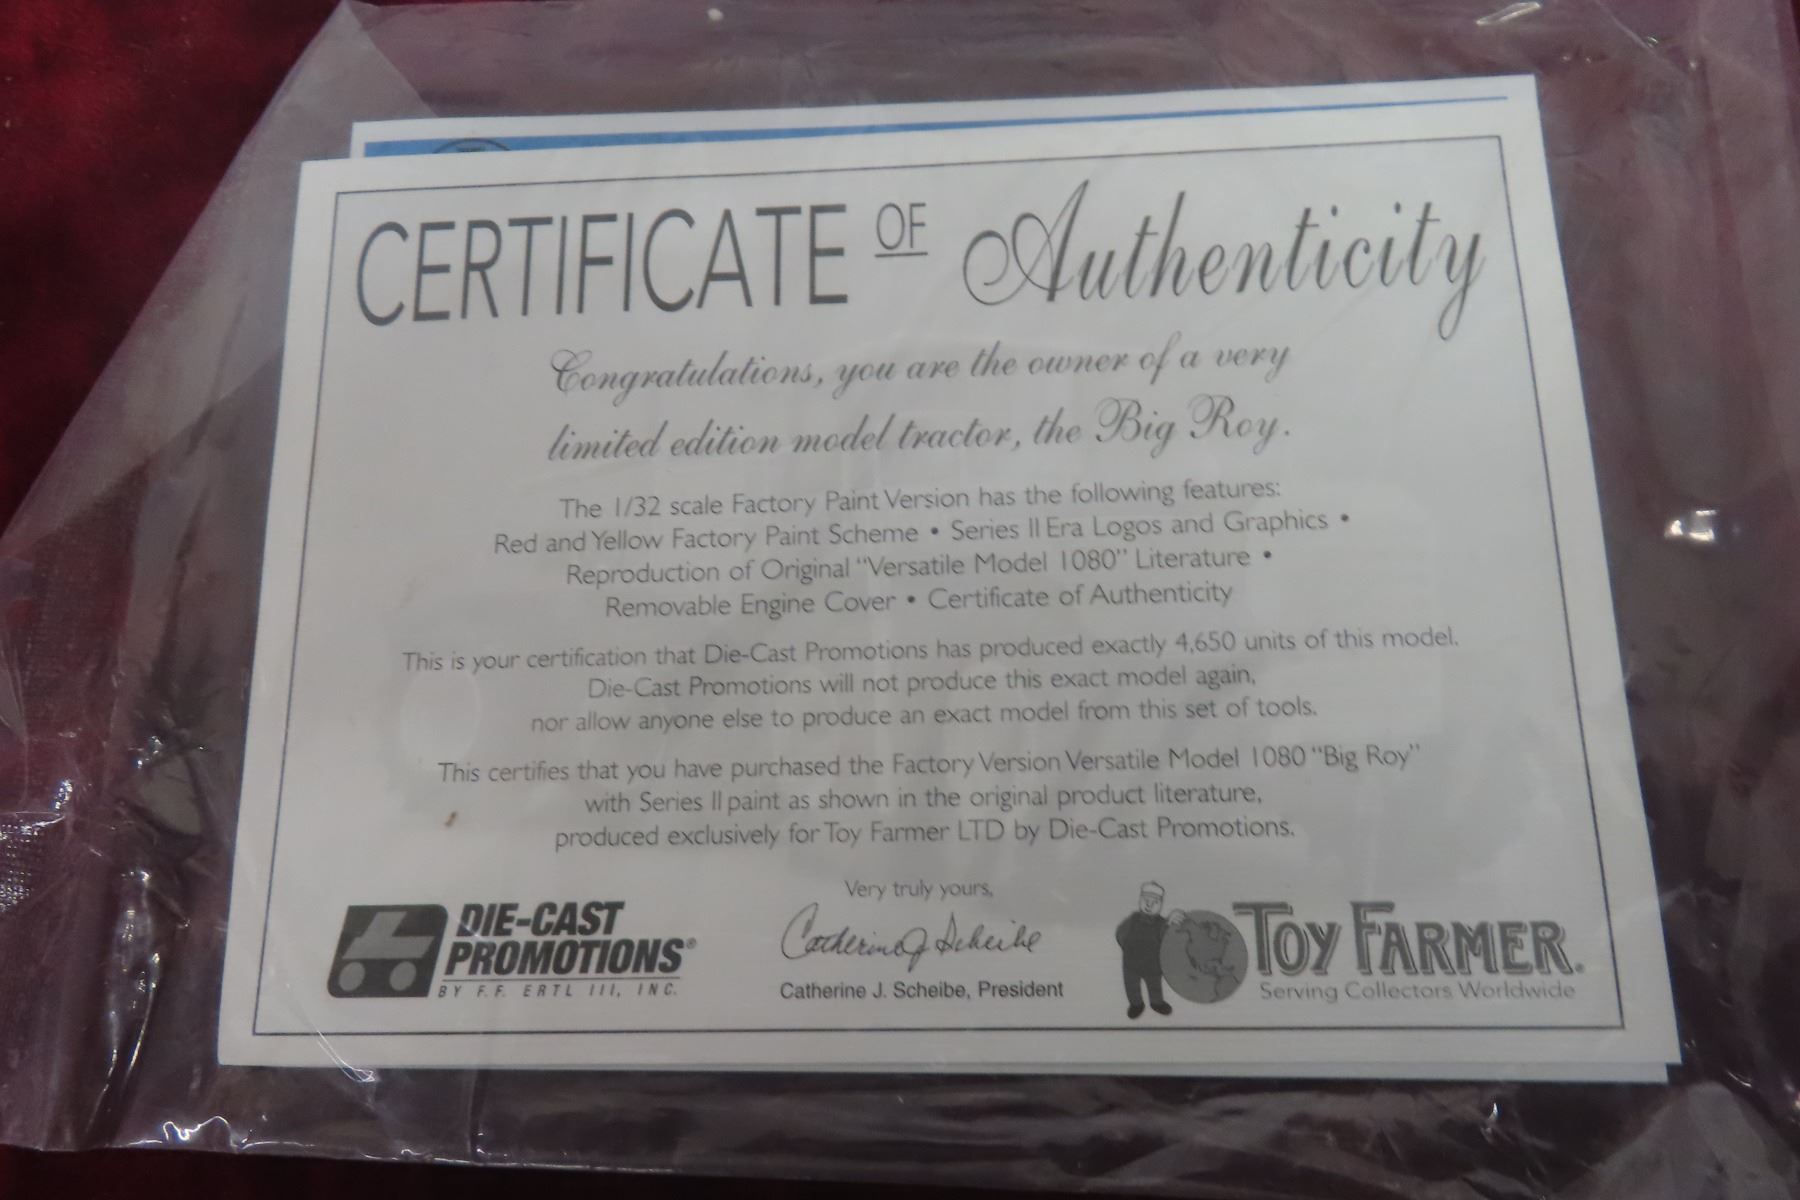 CERTIFICATE OF Authenticity
Congratulations, you are the owner of a very
limited edition model tractor, the Big Roy.
The 1/32 scale Factory Paint Version has the following features:
Red and Yellow Factory Paint Scheme • Series II Era Logos and Graphics •
Reproduction of Original "Versatile Model 1080" Literature •
Removable Engine Cover • Certificate of Authenticity
This is your certification that Die-Cast Promotions has produced exactly 4,650 units of this model.
Die-Cast Promotions will not produce this exact model again,
nor allow anyone else to produce an exact model from this set of tools.
This certifies that you have purchased the Factory Version Versatile Model 1080 "Big Roy"
with Series II paint as shown in the original product literature,
produced exclusively for Toy Farmer LTD by Die-Cast Promotions.
Very truly yours,
Catherine J Scheibe
Catherine J. Scheibe, President
DIE-CAST
PROMOTIONS®
BY F.F. ERTL III, INC.
TOY FARMER.
Serving Collectors Worldwide